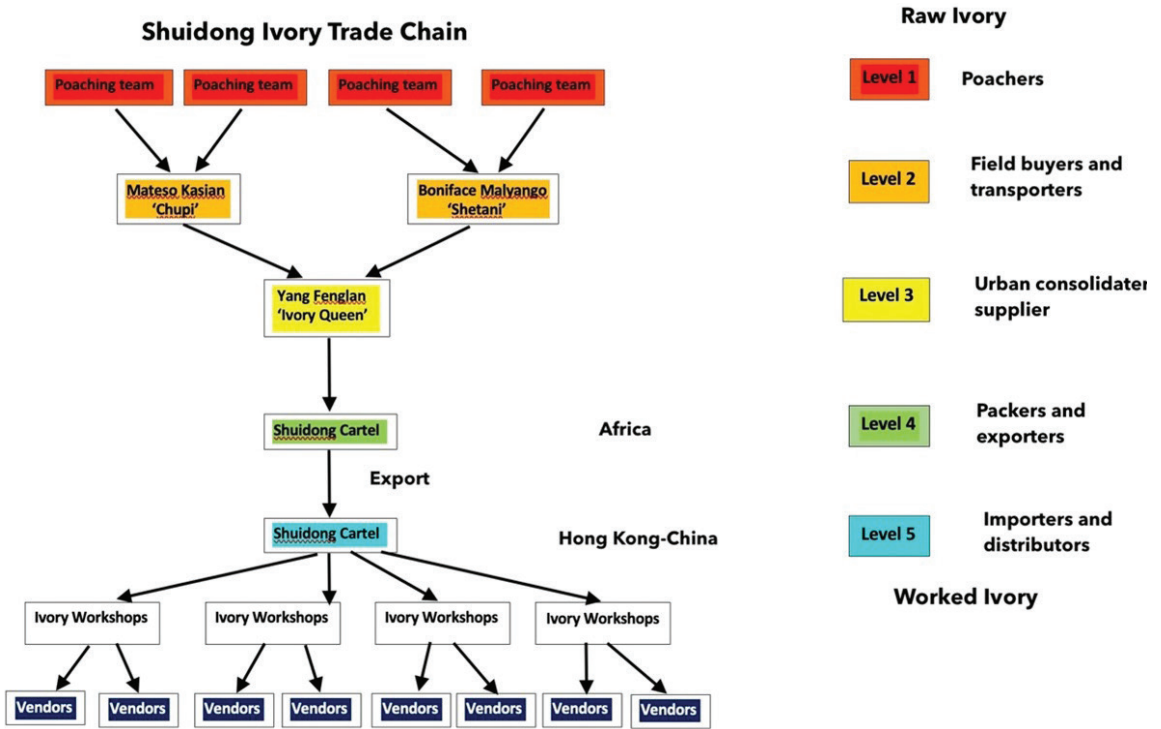 Shuidong Ivory Trade Chain
Poaching team
Poaching team
Poaching team
Poaching team
Mateso Kasian
'Chupi'
Boniface Malyango
'Shetani'
Yang Fenglan
'Ivory Queen'
Shuidong Cartel
Africa
Export
Shuidong Cartel
Hong Kong-China
Ivory Workshops
Ivory Workshops
Ivory Workshops
Ivory Workshops
Vendors
Vendors
Vendors
Vendors
Vendors
Vendors
Vendors
Vendors
Raw Ivory
Level 1
Poachers
Level 2
Field buyers and
transporters
Level 3
Urban consolidater
supplier
Level 4
Packers and
exporters
Level 5
Importers and
distributors
Worked Ivory